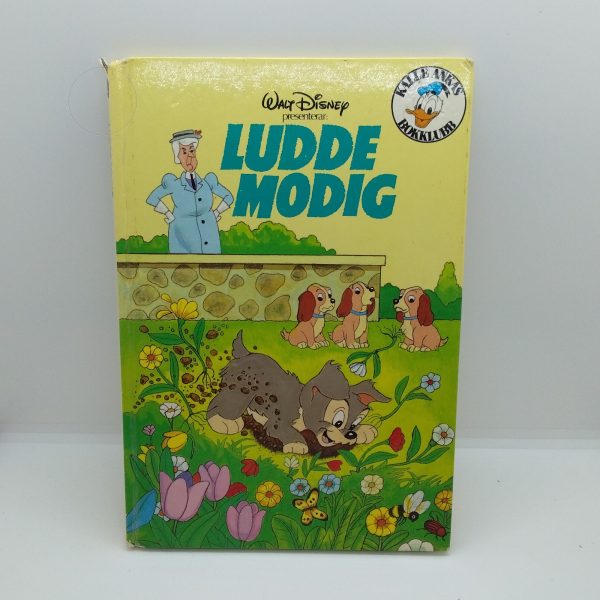 WALT DISNEY
presenterar:
LUDDE
MODIG
KALLE ANKAS
BOKKLUBB